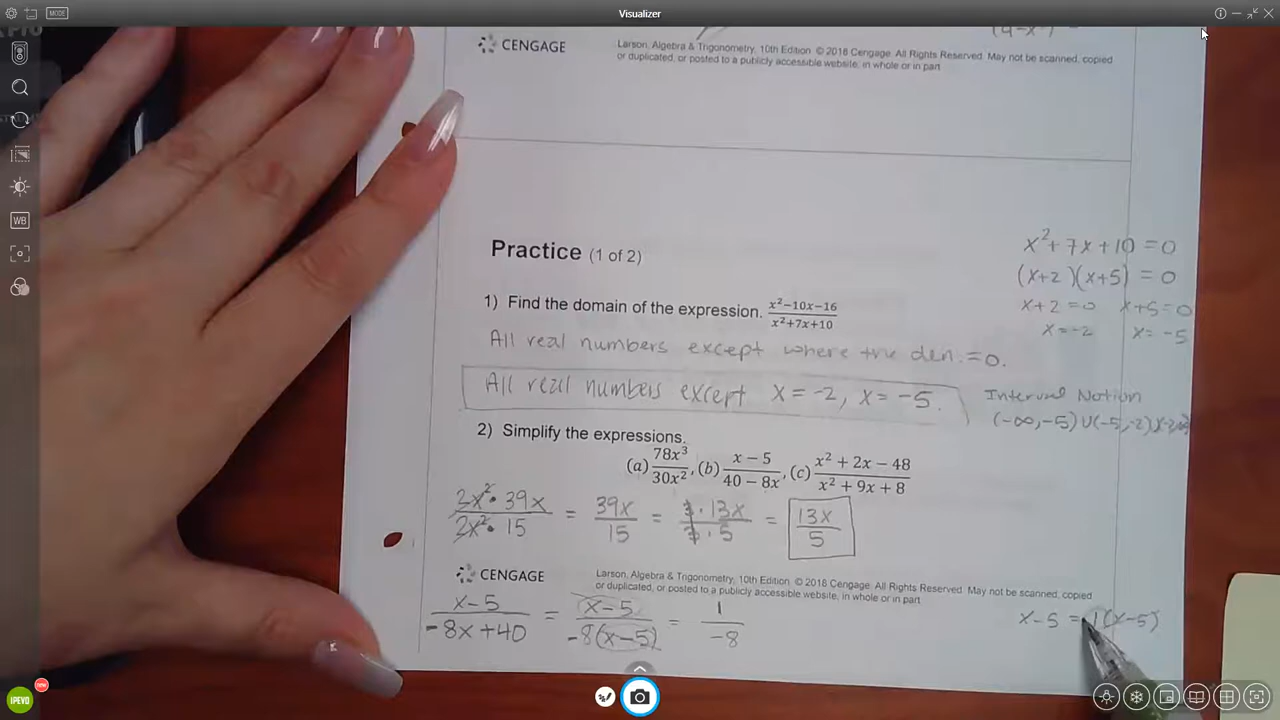 Visualizer
MODE
CENGAGE
Larson, Algebra & Trigonometry, 10th Edition. © 2018 Cengage. All Rights Reserved. May not be scanned, copied
or duplicated, or posted to a publicly accessible website, in whole or in part
Practice (1 of 2)
x²+7x+10 = 0
(x+2)(x+5) = 0
x+2=0 x+5=0
x=-2 x=-5
1) Find the domain of the expression. x²−10x−16 / x²+7x+10
All real numbers except where the den.=0.
All real numbers except x=-2, x=-5.
Interval Notion
(-∞,-5)∪(-5,-2)
2) Simplify the expressions.
(a) 78x³ / 30x², (b) x − 5 / 40 − 8x, (c) x² + 2x − 48 / x² + 9x + 8
2x²·39x / 2x²·15 = 39x / 15 = 3·13x / 3·5 = 13x / 5
CENGAGE
Larson, Algebra & Trigonometry, 10th Edition. © 2018 Cengage. All Rights Reserved. May not be scanned, copied
or duplicated, or posted to a publicly accessible website, in whole or in part
x-5 / -8x+40 = x-5 / -8(x-5) = 1 / -8
x-5 = 1(x-5)
WB
IPEVO
new